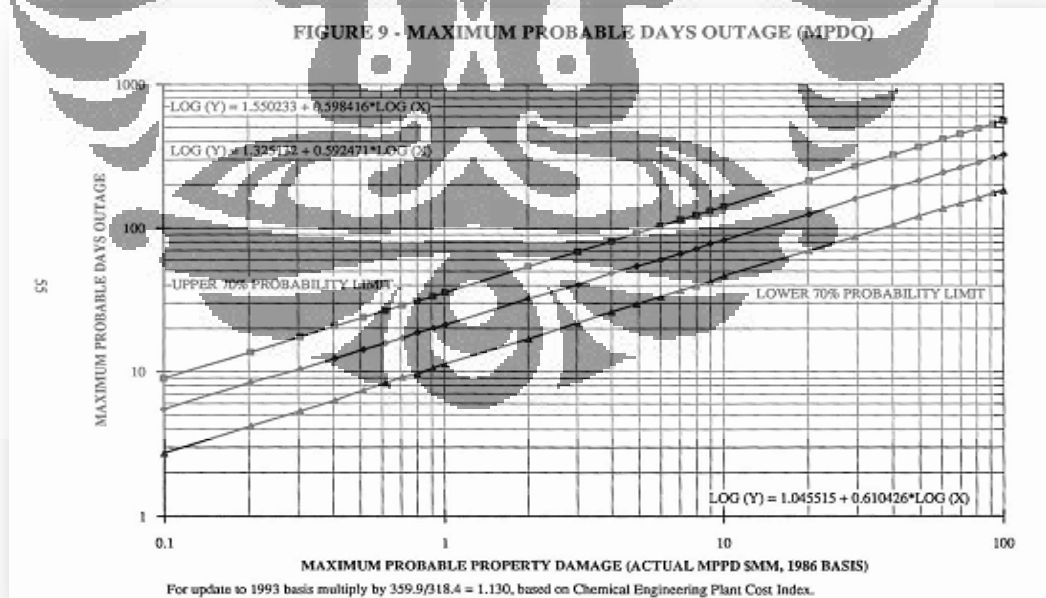 FIGURE 9 - MAXIMUM PROBABLE DAYS OUTAGE (MPDO)
1000
LOG (Y) = 1.550233 + 0.598416*LOG (X)
LOG (Y) = 1.325132 + 0.592471*LOG (X)
MAXIMUM PROBABLE DAYS OUTAGE
100
55
UPPER 70% PROBABILITY LIMIT
LOWER 70% PROBABILITY LIMIT
10
LOG (Y) = 1.045515 + 0.610426*LOG (X)
1
0.1 1 10 100
MAXIMUM PROBABLE PROPERTY DAMAGE (ACTUAL MPPD $MM, 1986 BASIS)
For update to 1993 basis multiply by 359.9/318.4 = 1.130, based on Chemical Engineering Plant Cost Index.